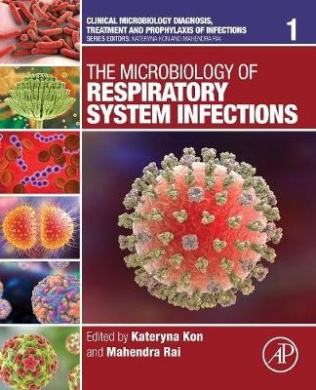 CLINICAL MICROBIOLOGY DIAGNOSIS,
TREATMENT AND PROPHYLAXIS OF INFECTIONS
SERIES EDITORS: KATERYNA KON AND MAHENDRA RAI
1
THE MICROBIOLOGY OF
RESPIRATORY
SYSTEM INFECTIONS
Edited by Kateryna Kon
and Mahendra Rai
AP